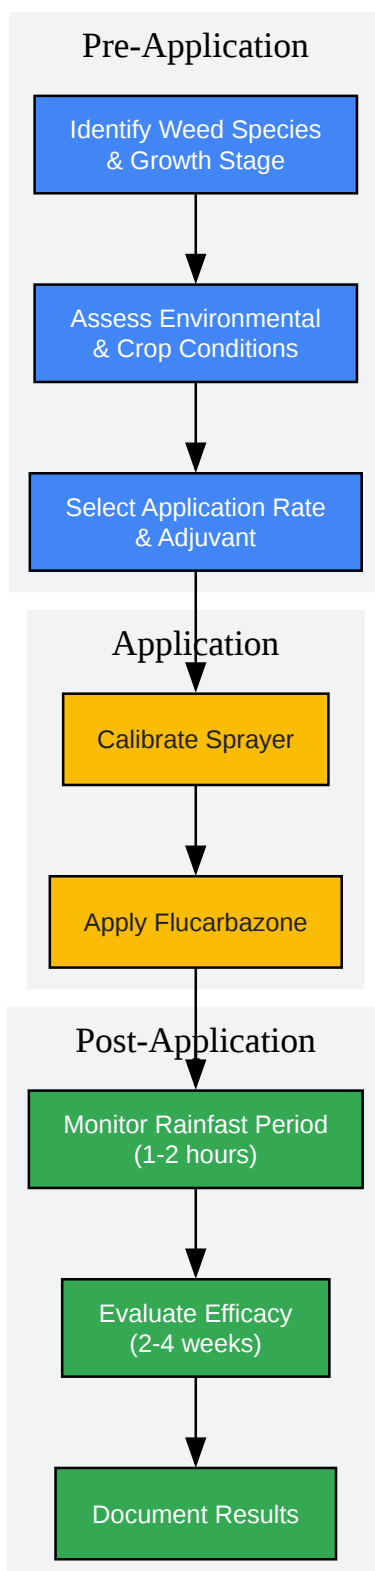 Pre-Application
Identify Weed Species
& Growth Stage
Assess Environmental
& Crop Conditions
Select Application Rate
& Adjuvant
Application
Calibrate Sprayer
Apply Flucarbazone
Post-Application
Monitor Rainfast Period
(1-2 hours)
Evaluate Efficacy
(2-4 weeks)
Document Results